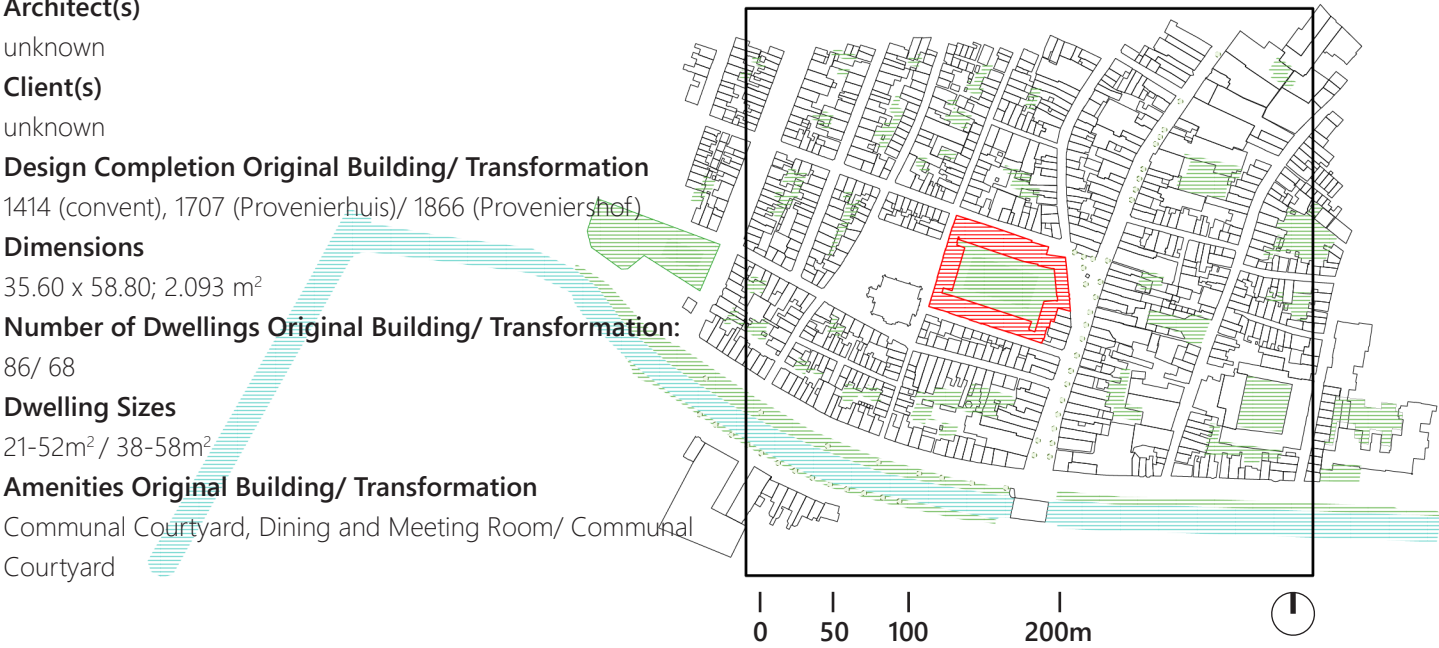 Architect(s)
unknown
Client(s)
unknown
Design Completion Original Building/ Transformation
1414 (convent), 1707 (Provenierhuis)/ 1866 (Proveniershof)
Dimensions
35.60 x 58.80; 2.093 m²
Number of Dwellings Original Building/ Transformation:
86/ 68
Dwelling Sizes
21-52m² / 38-58m²
Amenities Original Building/ Transformation
Communal Courtyard, Dining and Meeting Room/ Communal
Courtyard
0 50 100 200m